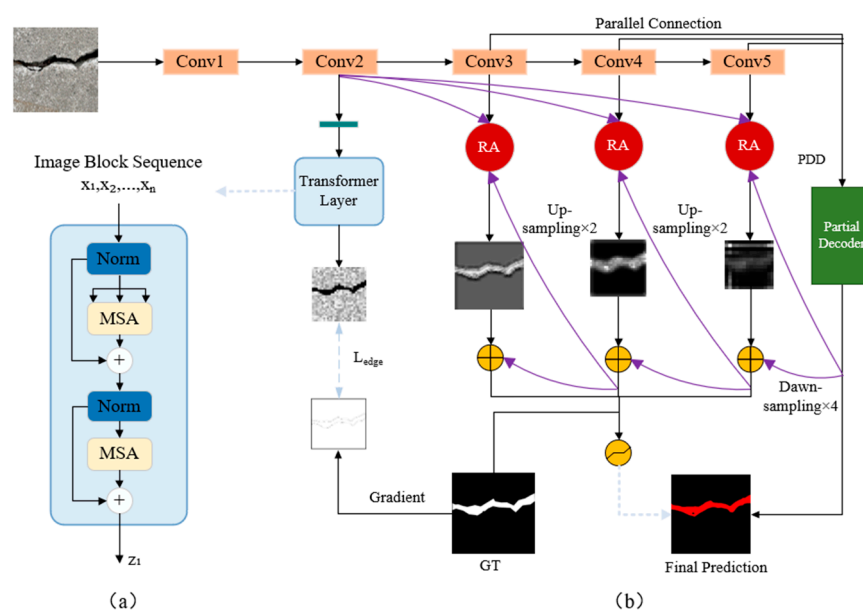 Parallel Connection
Conv1
Conv2
Conv3
Conv4
Conv5
RA
RA
RA
PDD
Image Block Sequence
x₁,x₂,...,xₙ
Transformer
Layer
Up-
sampling×2
Up-
sampling×2
Partial
Decoder
Norm
MSA
+
Norm
MSA
+
z₁
L_edge
Dawn-
sampling×4
Gradient
GT
Final Prediction
(a)
(b)